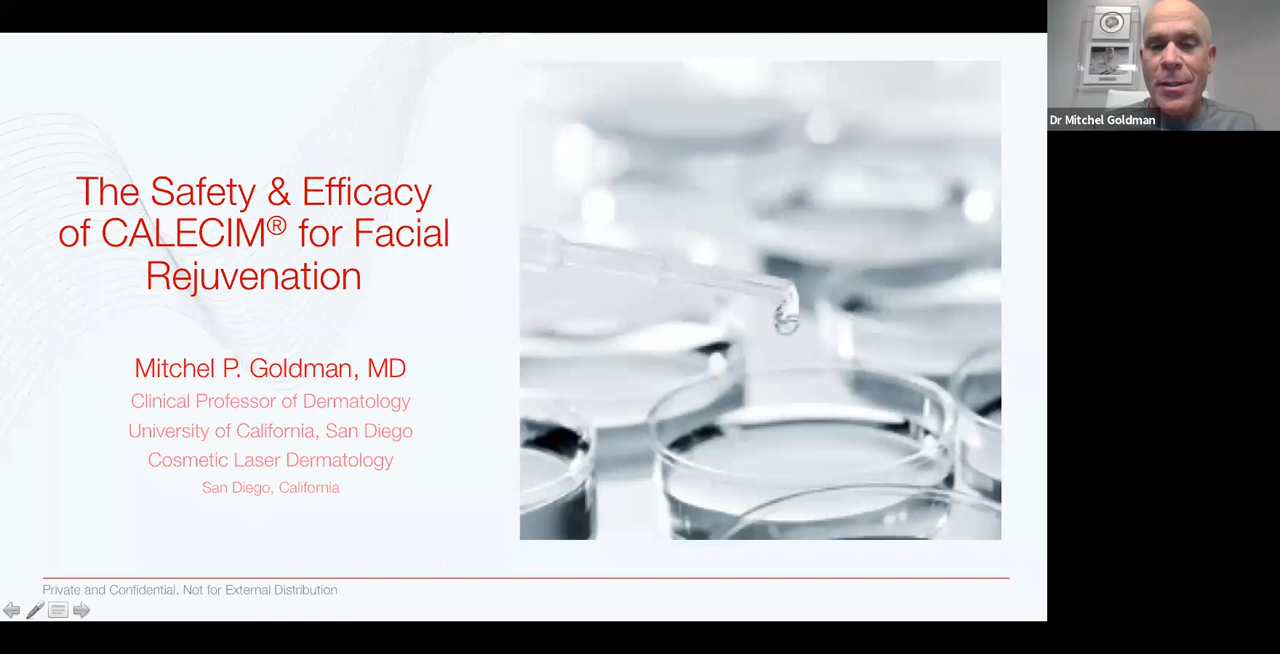 The Safety & Efficacy
of CALECIM® for Facial
Rejuvenation
Mitchel P. Goldman, MD
Clinical Professor of Dermatology
University of California, San Diego
Cosmetic Laser Dermatology
San Diego, California
Private and Confidential. Not for External Distribution
Dr Mitchel Goldman